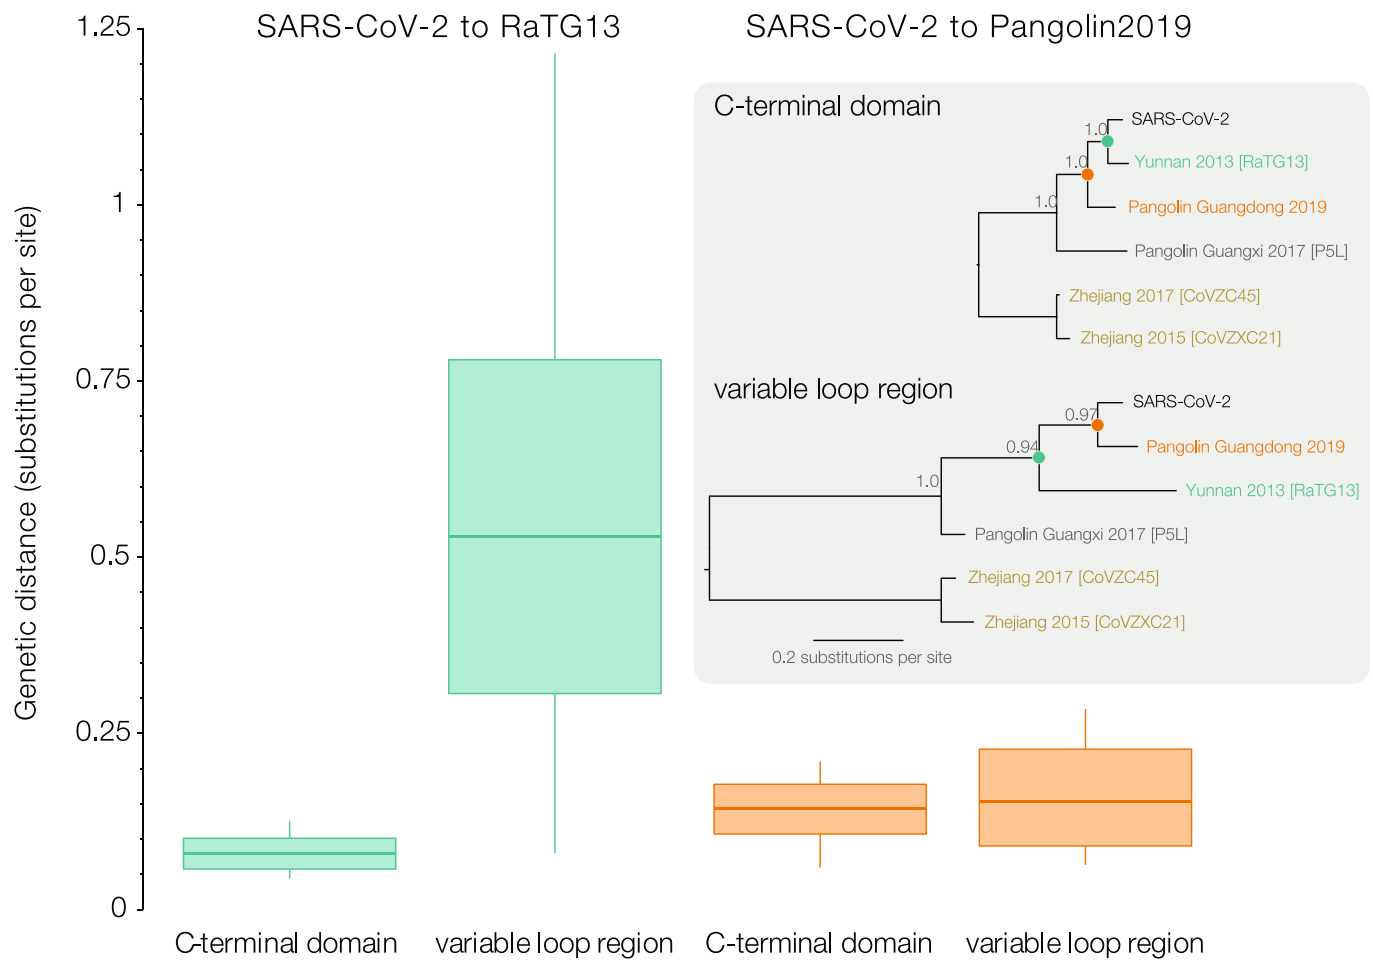 SARS-CoV-2 to RaTG13
SARS-CoV-2 to Pangolin2019
Genetic distance (substitutions per site)
1.25
1
0.75
0.5
0.25
0
C-terminal domain
SARS-CoV-2
1.0
Yunnan 2013 [RaTG13]
1.0
Pangolin Guangdong 2019
1.0
Pangolin Guangxi 2017 [P5L]
Zhejiang 2017 [CoVZC45]
Zhejiang 2015 [CoVZXC21]
variable loop region
SARS-CoV-2
0.97
Pangolin Guangdong 2019
0.94
Yunnan 2013 [RaTG13]
1.0
Pangolin Guangxi 2017 [P5L]
Zhejiang 2017 [CoVZC45]
Zhejiang 2015 [CoVZXC21]
0.2 substitutions per site
C-terminal domain
variable loop region
C-terminal domain
variable loop region